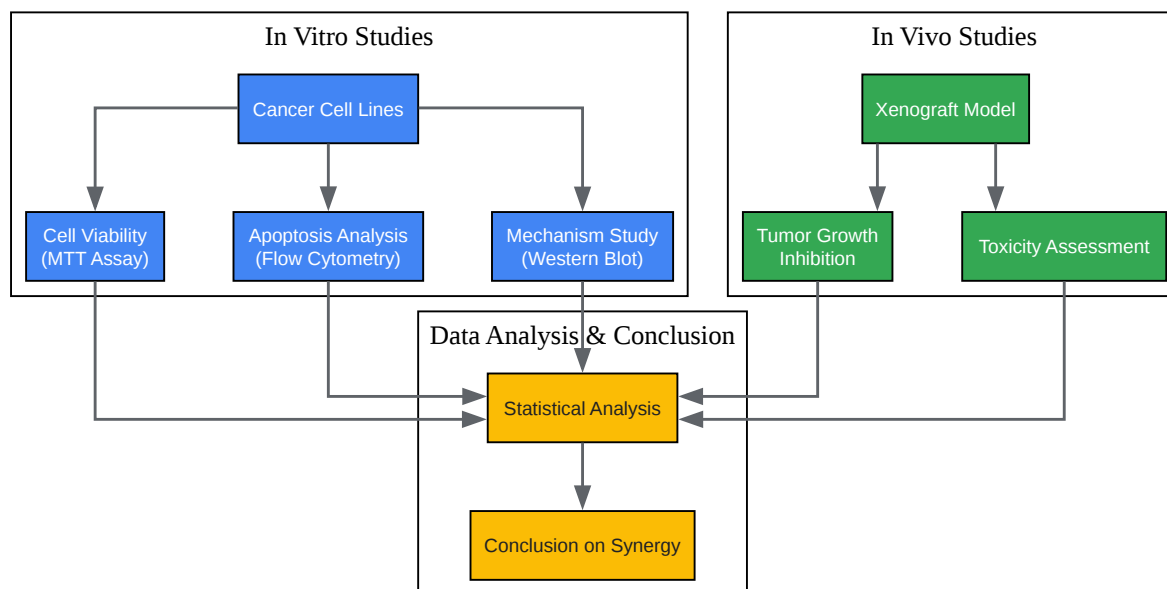 In Vitro Studies
Cancer Cell Lines
Cell Viability
(MTT Assay)
Apoptosis Analysis
(Flow Cytometry)
Mechanism Study
(Western Blot)
In Vivo Studies
Xenograft Model
Tumor Growth
Inhibition
Toxicity Assessment
Data Analysis & Conclusion
Statistical Analysis
Conclusion on Synergy